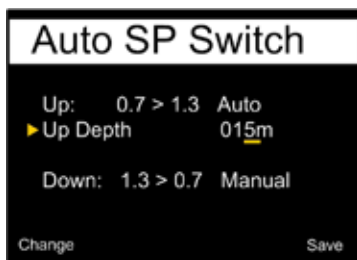 Auto SP Switch
Up: 0.7 > 1.3 Auto
Up Depth 015m
Down: 1.3 > 0.7 Manual
Change Save